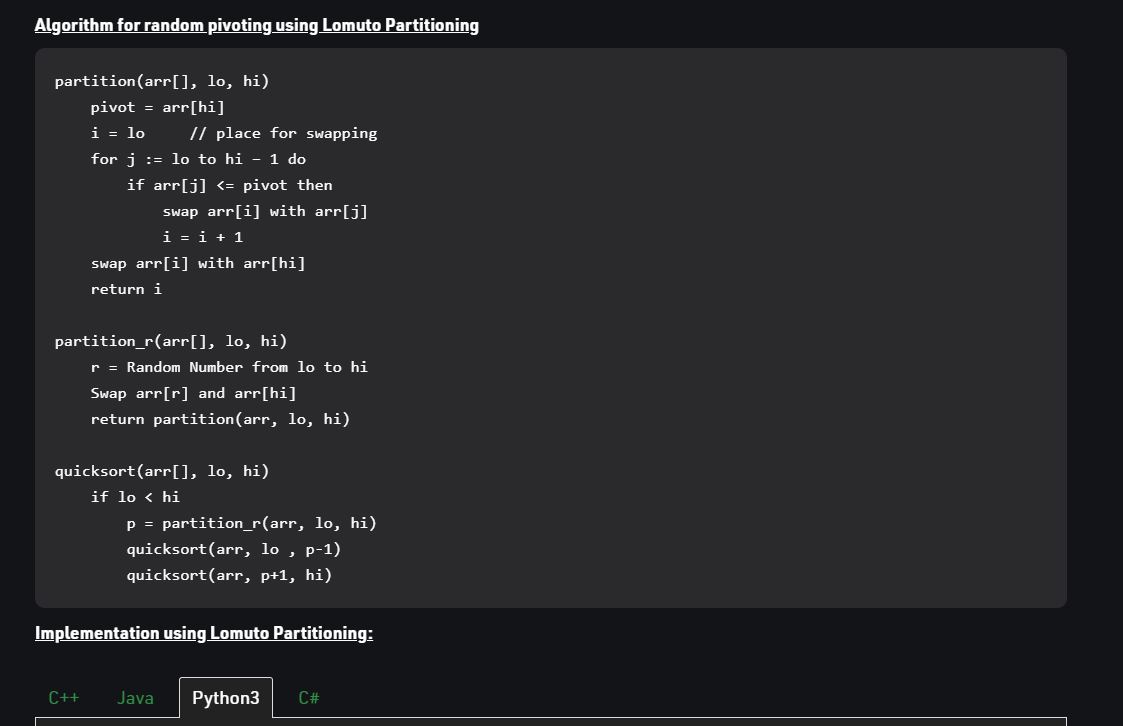 Algorithm for random pivoting using Lomuto Partitioning
partition(arr[], lo, hi)
    pivot = arr[hi]
    i = lo     // place for swapping
    for j := lo to hi – 1 do
        if arr[j] <= pivot then
            swap arr[i] with arr[j]
            i = i + 1
    swap arr[i] with arr[hi]
    return i
partition_r(arr[], lo, hi)
    r = Random Number from lo to hi
    Swap arr[r] and arr[hi]
    return partition(arr, lo, hi)
quicksort(arr[], lo, hi)
    if lo < hi
        p = partition_r(arr, lo, hi)
        quicksort(arr, lo , p-1)
        quicksort(arr, p+1, hi)
Implementation using Lomuto Partitioning:
C++ Java Python3 C#